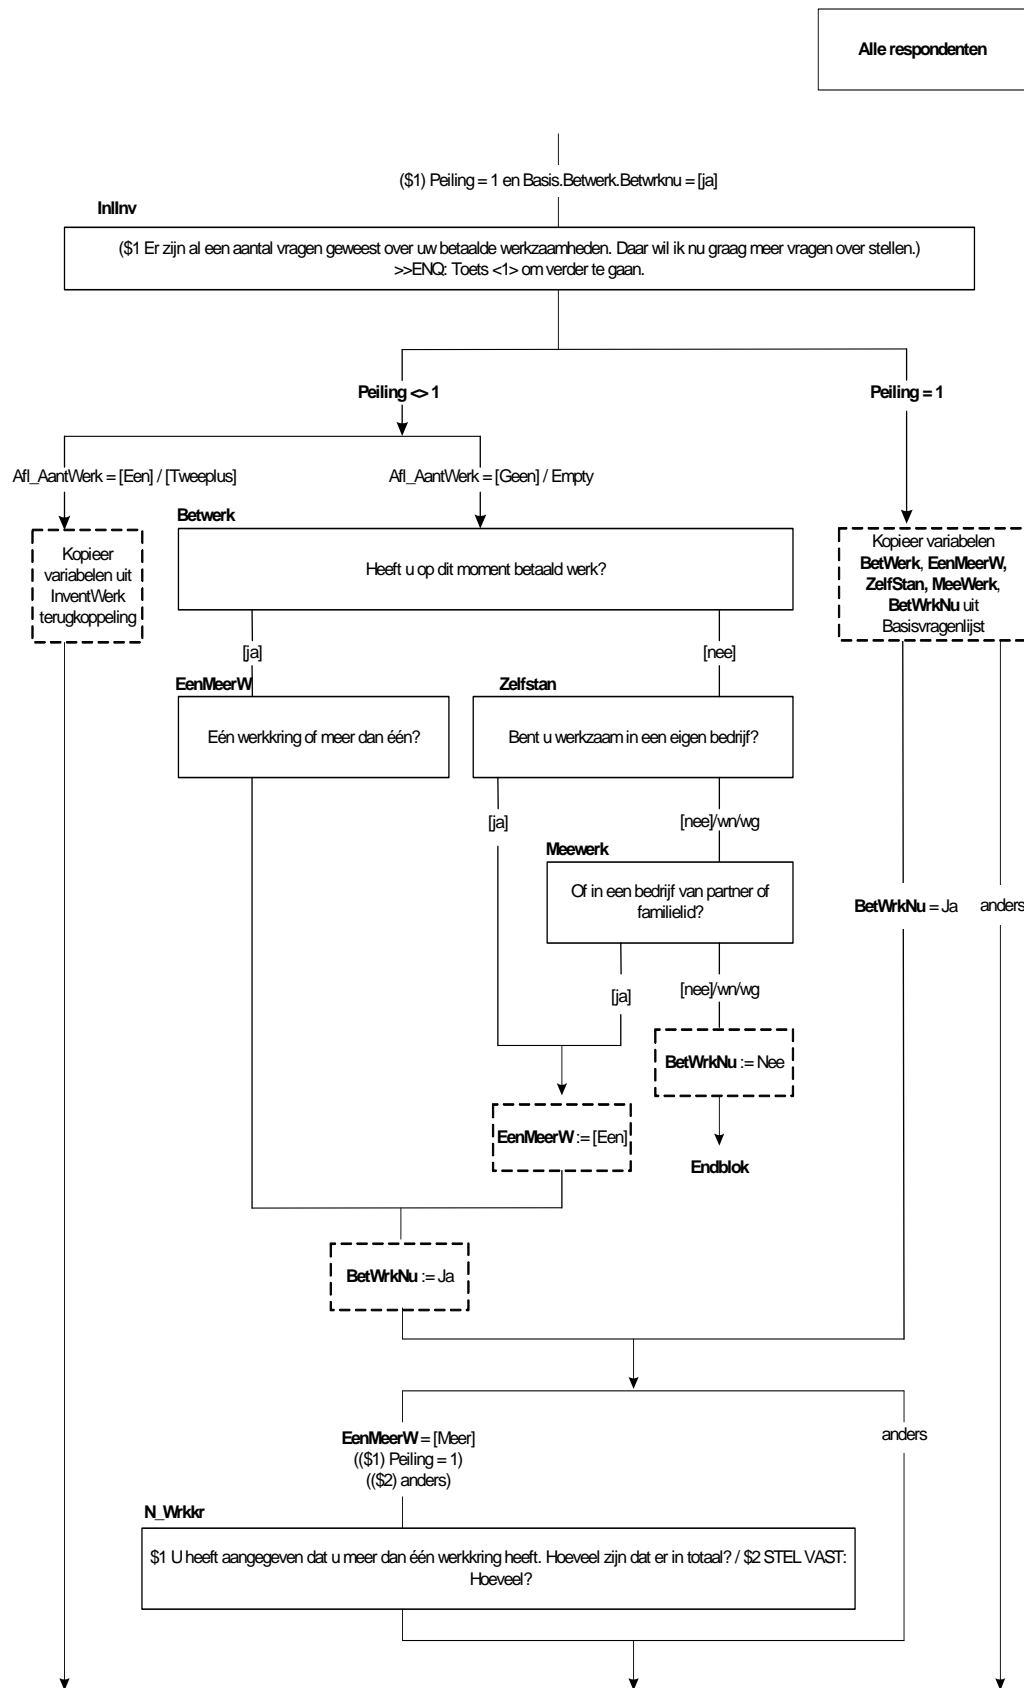 Alle respondenten
($1) Peiling = 1 en Basis.Betwerk.Betwrknu = [ja]
InlInv
($1 Er zijn al een aantal vragen geweest over uw betaalde werkzaamheden. Daar wil ik nu graag meer vragen over stellen.)
>>ENQ: Toets <1> om verder te gaan.
Peiling <> 1
Peiling = 1
Afl_AantWerk = [Een] / [Tweeplus]
Afl_AantWerk = [Geen] / Empty
Kopieer
variabelen uit
InventWerk
terugkoppeling
Betwerk
Heeft u op dit moment betaald werk?
Kopieer variabelen
BetWerk, EenMeerW,
ZelfStan, MeeWerk,
BetWrkNu uit
Basisvragenlijst
[ja]
[nee]
EenMeerW
Eén werkkring of meer dan één?
Zelfstan
Bent u werkzaam in een eigen bedrijf?
[ja]
[nee]/wn/wg
Meewerk
Of in een bedrijf van partner of
familielid?
BetWrkNu = Ja
anders
[ja]
[nee]/wn/wg
BetWrkNu := Nee
EenMeerW := [Een]
Endblok
BetWrkNu := Ja
EenMeerW = [Meer]
(($1) Peiling = 1)
(($2) anders)
anders
N_Wrkkr
$1 U heeft aangegeven dat u meer dan één werkkring heeft. Hoeveel zijn dat er in totaal? / $2 STEL VAST:
Hoeveel?